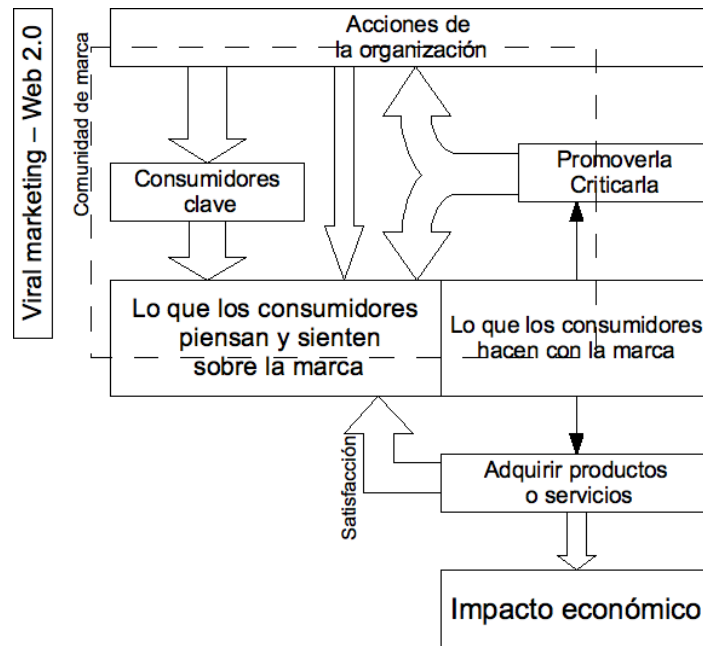 Viral marketing – Web 2.0
Comunidad de marca
Acciones de
la organización
Consumidores
clave
Promoverla
Criticarla
Lo que los consumidores
piensan y sienten
sobre la marca
Lo que los consumidores
hacen con la marca
Satisfacción
Adquirir productos
o servicios
Impacto económico